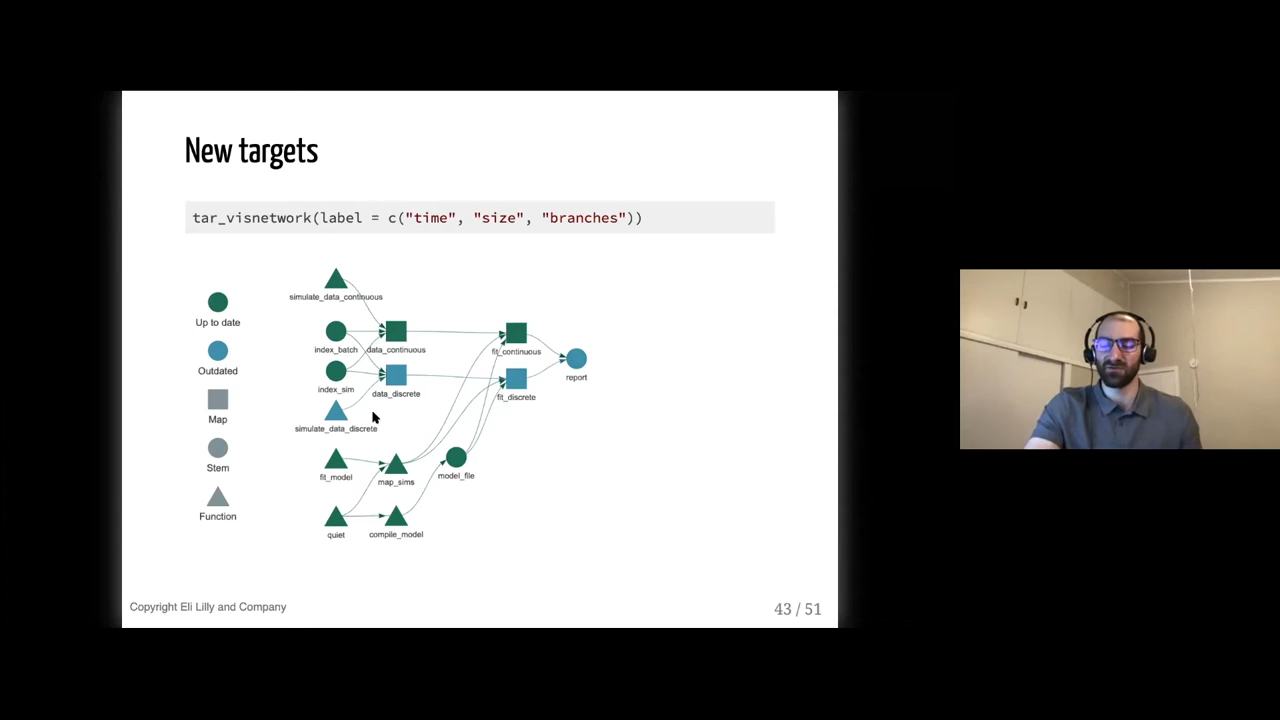 New targets
tar_visnetwork(label = c("time", "size", "branches"))
simulate_data_continuous
Up to date
index_batch
data_continuous
fit_continuous
Outdated
report
index_sim
data_discrete
fit_discrete
Map
simulate_data_discrete
Stem
fit_model
map_sims
model_file
Function
quiet
compile_model
Copyright Eli Lilly and Company
43 / 51